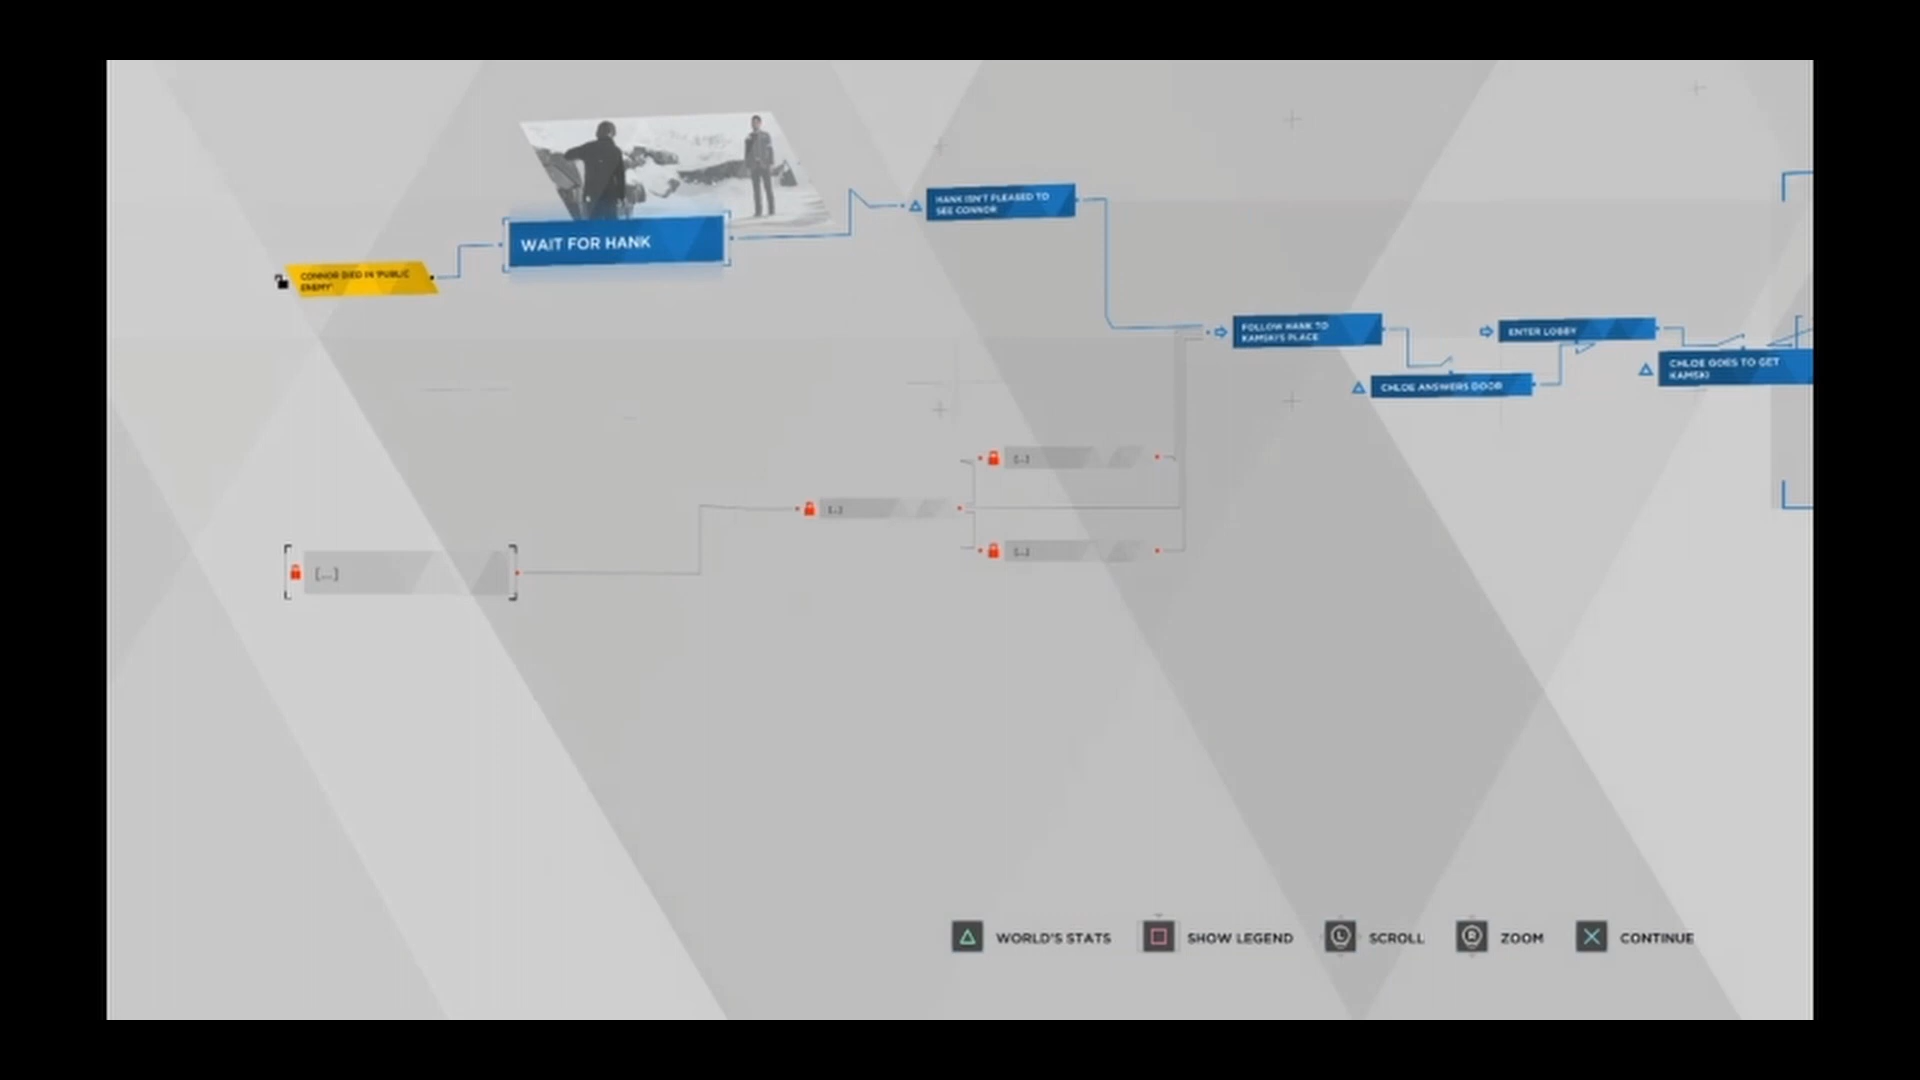 HANK ISN'T PLEASED TO
SEE CONNOR
WAIT FOR HANK
CONNOR DIED IN 'PUBLIC
ENEMY'
FOLLOW HANK TO
KAMSKI'S PLACE
ENTER LOBBY
CHLOE GOES TO GET
KAMSKI
CHLOE ANSWERS DOOR
[...]
[...]
[...]
[...]
WORLD'S STATS
SHOW LEGEND
L
SCROLL
R
ZOOM
CONTINUE